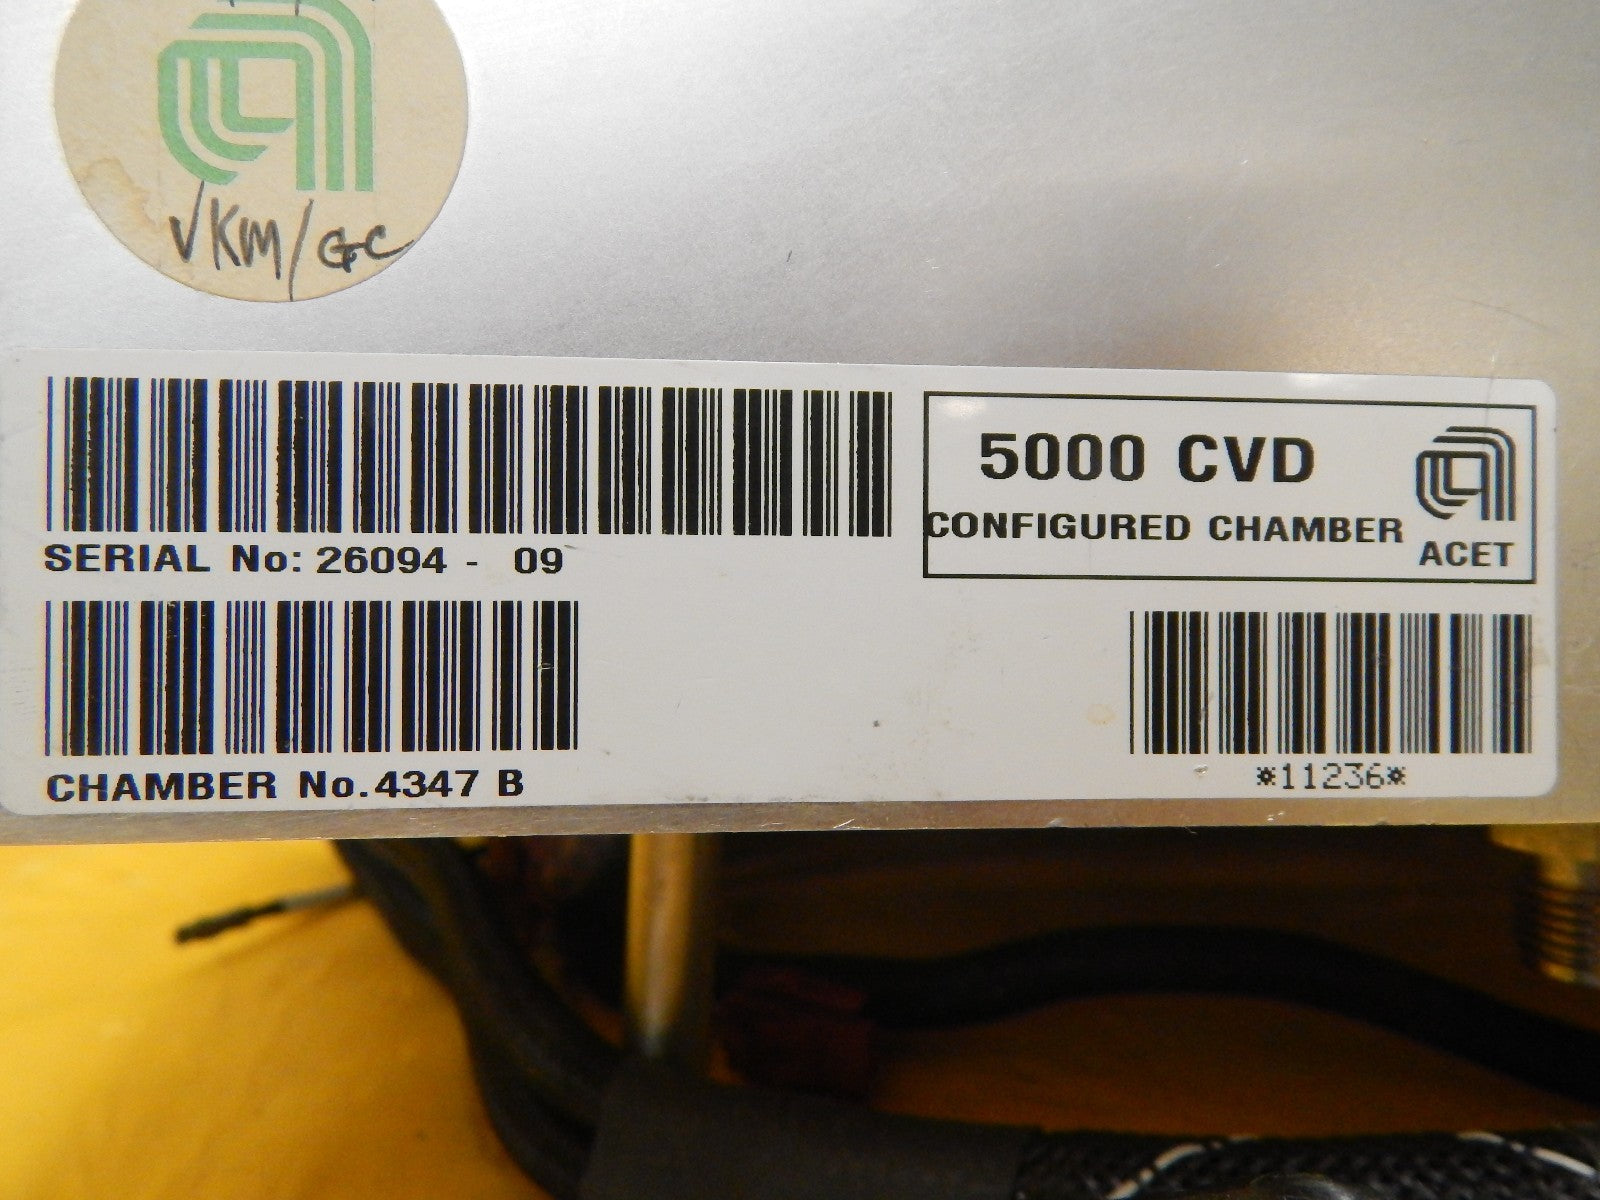 VKM/GC
5000 CVD
CONFIGURED CHAMBER
ACET
SERIAL No: 26094 - 09
CHAMBER No. 4347 B
*11236*